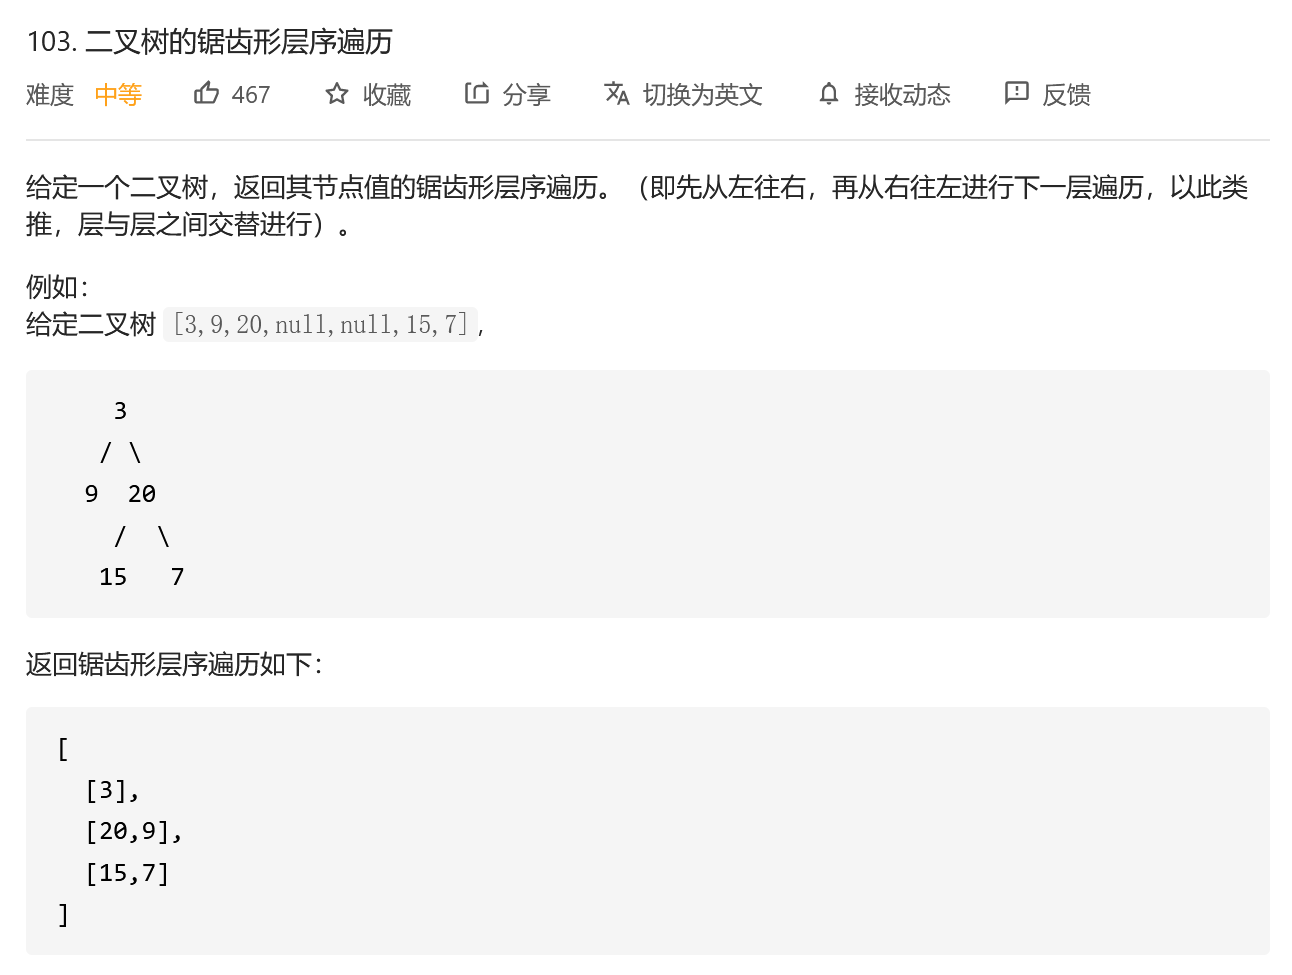 103. 二叉树的锯齿形层序遍历
难度 中等 467 收藏 分享 切换为英文 接收动态 反馈
给定一个二叉树，返回其节点值的锯齿形层序遍历。（即先从左往右，再从右往左进行下一层遍历，以此类
推，层与层之间交替进行）。
例如：
给定二叉树 [3,9,20,null,null,15,7],
3
/ \
9  20
/  \
15   7
返回锯齿形层序遍历如下：
[
[3],
[20,9],
[15,7]
]